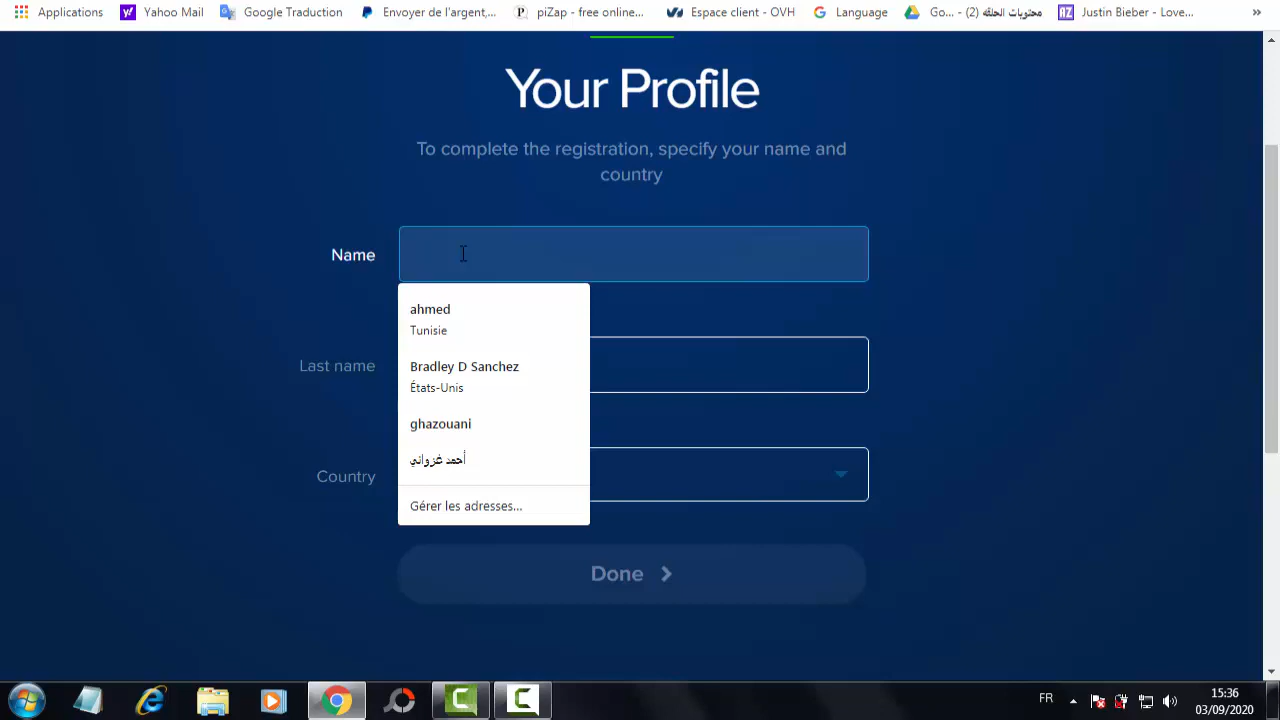 Applications Yahoo Mail Google Traduction Envoyer de l'argent,... piZap - free online... Espace client - OVH Language Go... - (2) محتويات الحلقة Justin Bieber - Love... »
Your Profile
To complete the registration, specify your name and
country
Name
ahmed
Tunisie
Bradley D Sanchez
États-Unis
Last name
ghazouani
أحمد غزواني
Country
Gérer les adresses...
Done
FR
15:36
03/09/2020